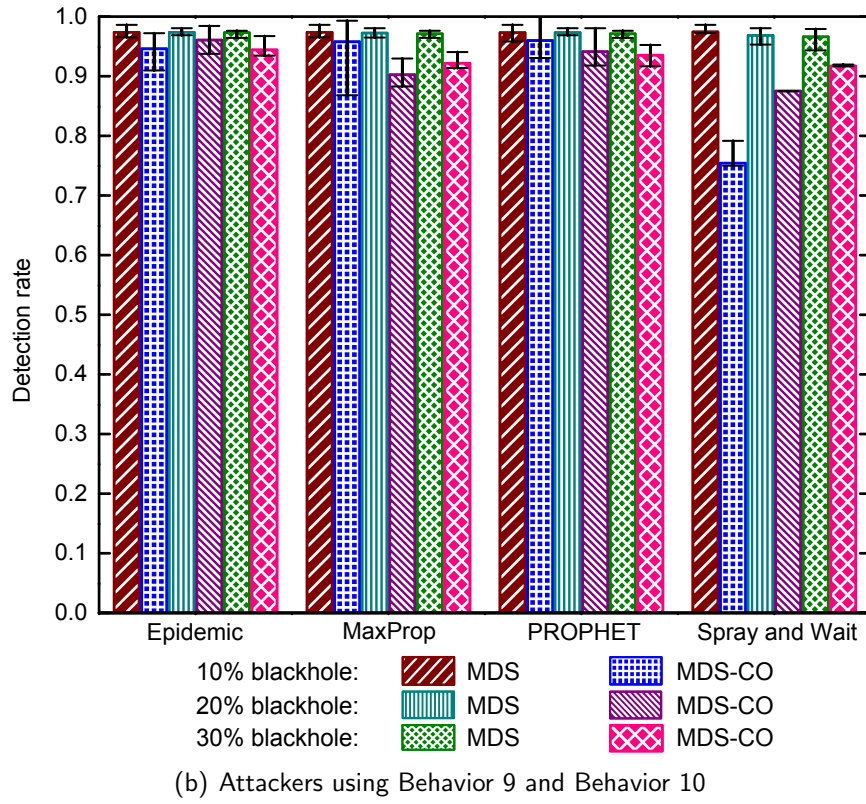 1.0
0.9
0.8
0.7
0.6
0.5
0.4
0.3
0.2
0.1
0.0
Detection rate
Epidemic MaxProp PROPHET Spray and Wait
10% blackhole: MDS MDS-CO
20% blackhole: MDS MDS-CO
30% blackhole: MDS MDS-CO
(b) Attackers using Behavior 9 and Behavior 10